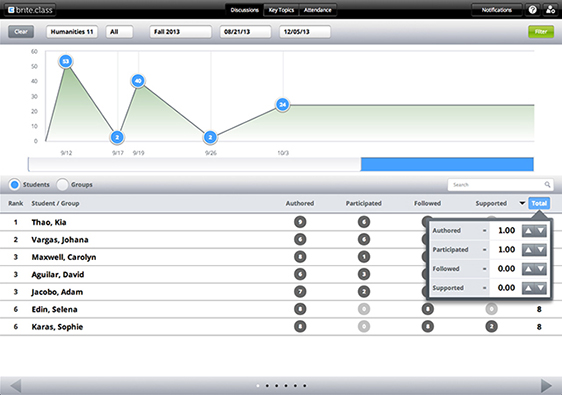 brite.class Discussions Key Topics Attendance Notifications ?
Clear Humanities 11 All Fall 2013 08/21/13 12/05/13 Filter
60
50
40
30
20
10
0
53 2 40 2 24
9/12 9/17 9/19 9/26 10/3
Students Groups Search
Rank Student / Group Authored Participated Followed Supported Total
1 Thao, Kia 9 6
2 Vargas, Johana 6 6
3 Maxwell, Carolyn 8 1
3 Aguilar, David 6 3
3 Jacobo, Adam 7 2
6 Edin, Selena 8 0 8 0 8
6 Karas, Sophie 8 0 8 2 8
Authored = 1.00
Participated = 1.00
Followed = 0.00
Supported = 0.00